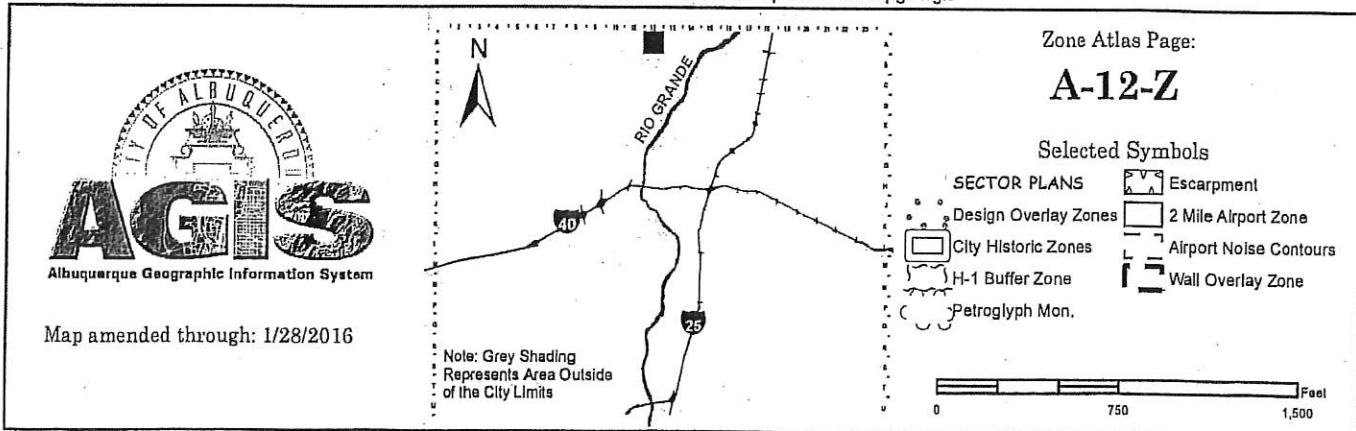 CITY OF ALBUQUERQUE
AGIS
Albuquerque Geographic Information System
Map amended through: 1/28/2016
N
RIO GRANDE
40
25
Note: Grey Shading
Represents Area Outside
of the City Limits
Zone Atlas Page:
A-12-Z
Selected Symbols
SECTOR PLANS
Escarpment
Design Overlay Zones
2 Mile Airport Zone
City Historic Zones
Airport Noise Contours
H-1 Buffer Zone
Wall Overlay Zone
Petroglyph Mon.
Feet
0 750 1,500